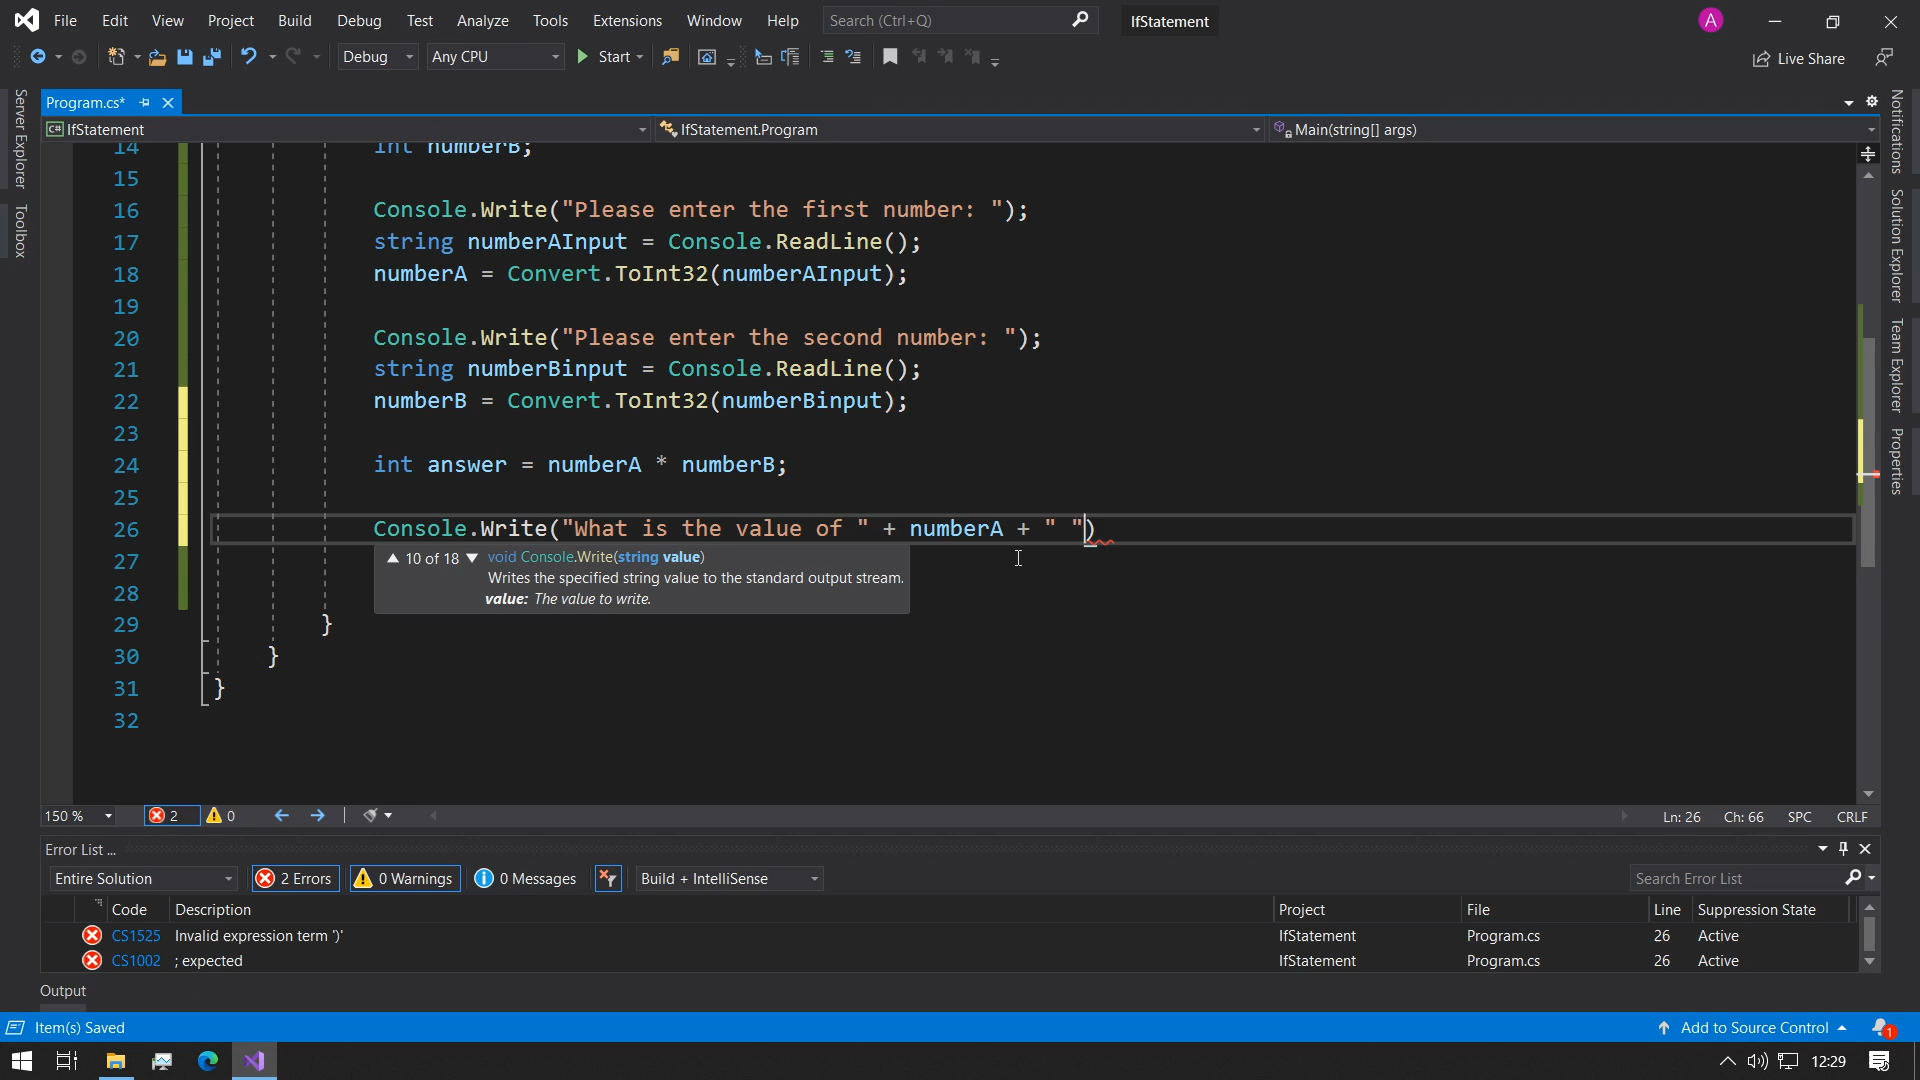 File Edit View Project Build Debug Test Analyze Tools Extensions Window Help Search (Ctrl+Q) IfStatement A
Debug Any CPU Start Live Share
Program.cs*
C# IfStatement IfStatement.Program Main(string[] args)
Server Explorer
Toolbox
Notifications
Solution Explorer
Team Explorer
Properties
14 int numberB;
15
16 Console.Write("Please enter the first number: ");
17 string numberAInput = Console.ReadLine();
18 numberA = Convert.ToInt32(numberAInput);
19
20 Console.Write("Please enter the second number: ");
21 string numberBinput = Console.ReadLine();
22 numberB = Convert.ToInt32(numberBinput);
23
24 int answer = numberA * numberB;
25
26 Console.Write("What is the value of " + numberA + " ")
▲ 10 of 18 ▼ void Console.Write(string value)
Writes the specified string value to the standard output stream.
value: The value to write.
27
28
29 }
30 }
31 }
32
150 % 2 0 Ln: 26 Ch: 66 SPC CRLF
Error List ...
Entire Solution 2 Errors 0 Warnings 0 Messages Build + IntelliSense Search Error List
Code Description Project File Line Suppression State
CS1525 Invalid expression term ')' IfStatement Program.cs 26 Active
CS1002 ; expected IfStatement Program.cs 26 Active
Output
Item(s) Saved Add to Source Control 1
12:29